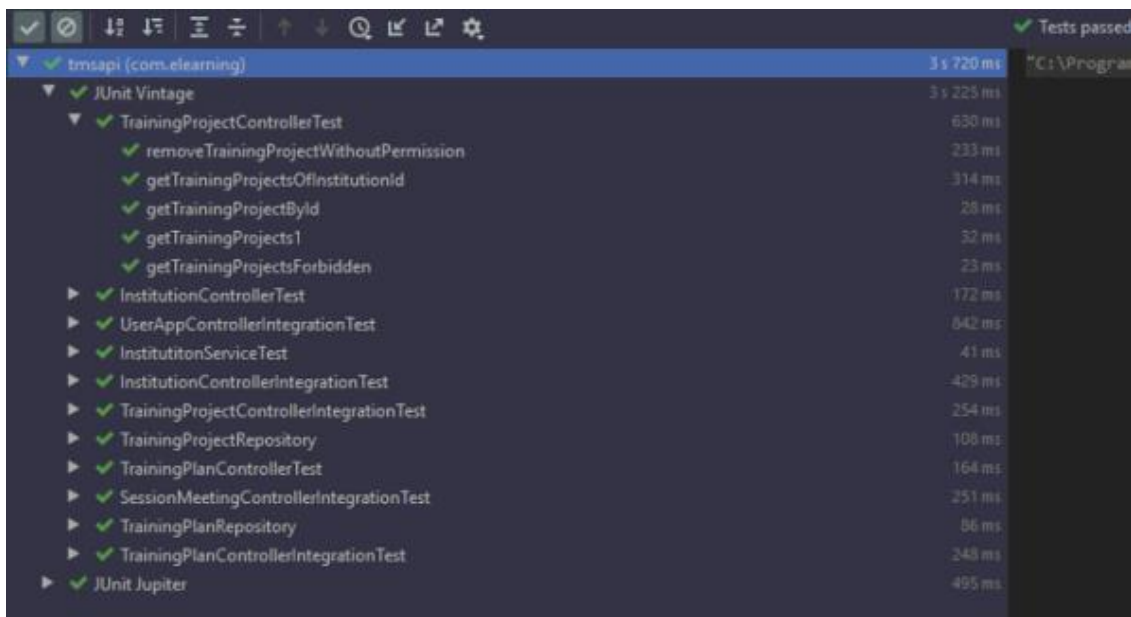 Tests passed
tmsapi (com.elearning) 3 s 720 ms
"C:\Program
JUnit Vintage 3 s 225 ms
TrainingProjectControllerTest 630 ms
removeTrainingProjectWithoutPermission 233 ms
getTrainingProjectsOfInstitutionId 314 ms
getTrainingProjectById 28 ms
getTrainingProjects1 32 ms
getTrainingProjectsForbidden 23 ms
InstitutionControllerTest 172 ms
UserAppControllerIntegrationTest 842 ms
InstitutitonServiceTest 41 ms
InstitutionControllerIntegrationTest 429 ms
TrainingProjectControllerIntegrationTest 254 ms
TrainingProjectRepository 108 ms
TrainingPlanControllerTest 164 ms
SessionMeetingControllerIntegrationTest 251 ms
TrainingPlanRepository 86 ms
TrainingPlanControllerIntegrationTest 248 ms
JUnit Jupiter 495 ms